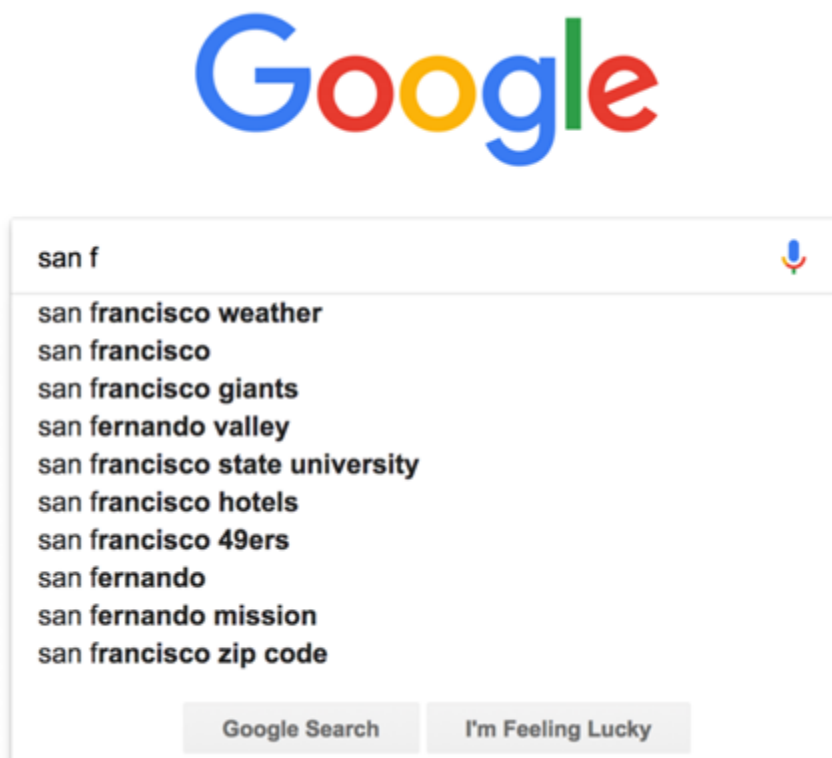 Google
san f
san francisco weather
san francisco
san francisco giants
san fernando valley
san francisco state university
san francisco hotels
san francisco 49ers
san fernando
san fernando mission
san francisco zip code
Google Search I'm Feeling Lucky